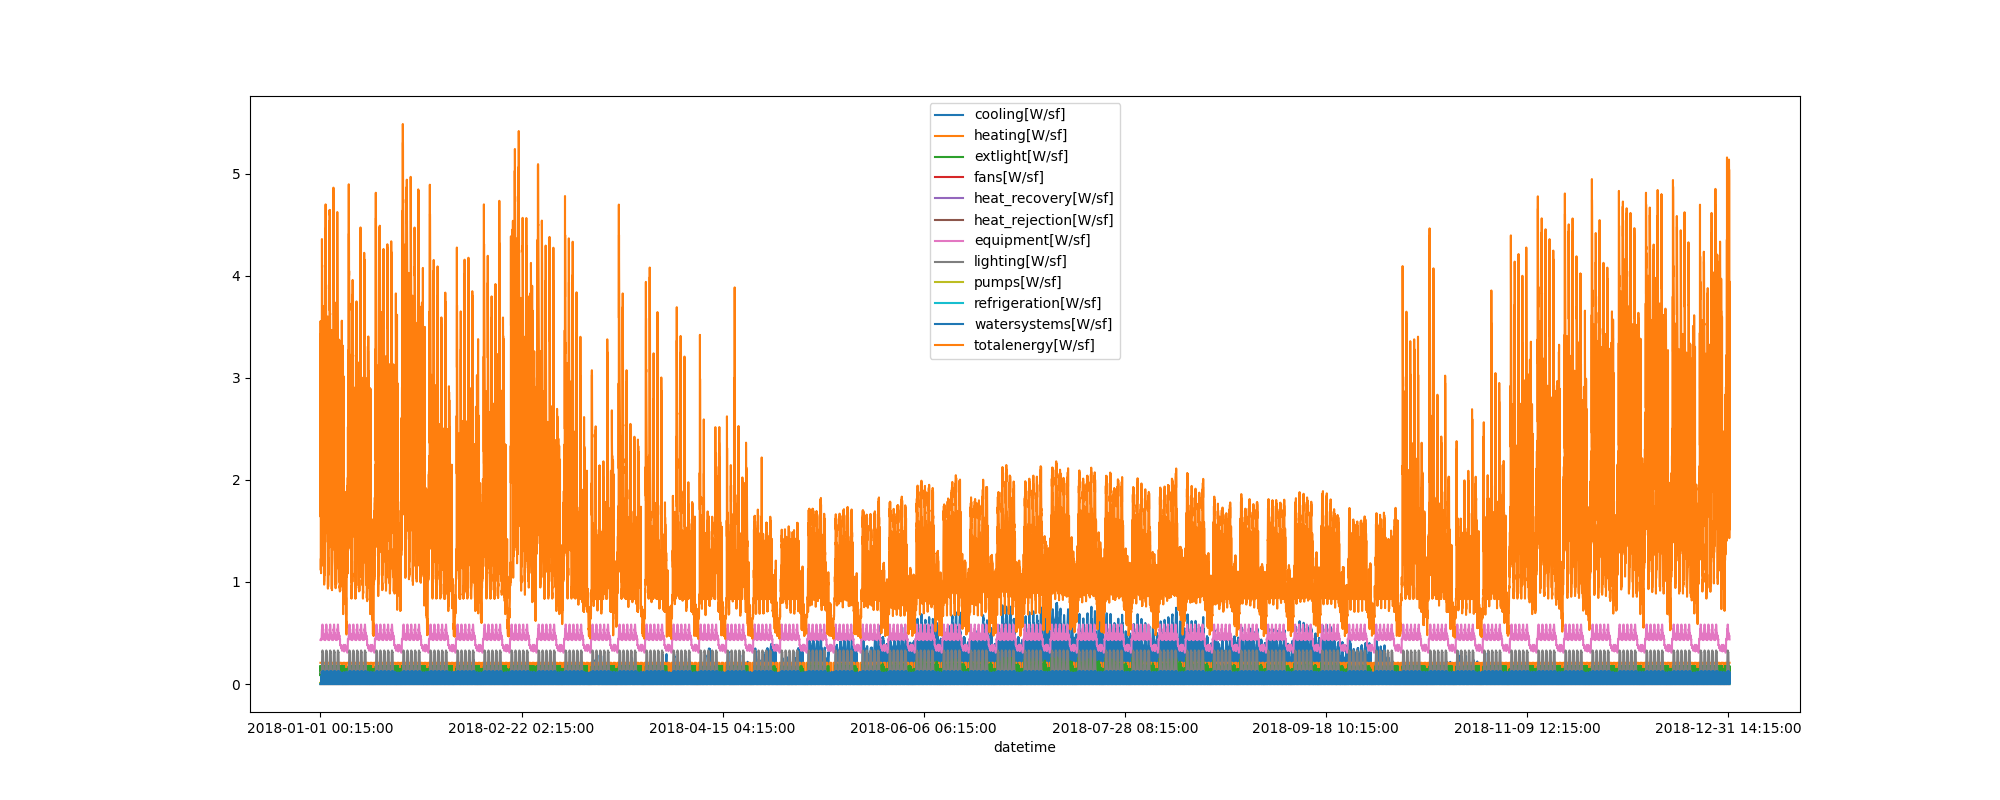 cooling[W/sf]
heating[W/sf]
extlight[W/sf]
fans[W/sf]
heat_recovery[W/sf]
heat_rejection[W/sf]
equipment[W/sf]
lighting[W/sf]
pumps[W/sf]
refrigeration[W/sf]
watersystems[W/sf]
totalenergy[W/sf]
5
4
3
2
1
0
2018-01-01 00:15:00 2018-02-22 02:15:00 2018-04-15 04:15:00 2018-06-06 06:15:00 2018-07-28 08:15:00 2018-09-18 10:15:00 2018-11-09 12:15:00 2018-12-31 14:15:00
datetime